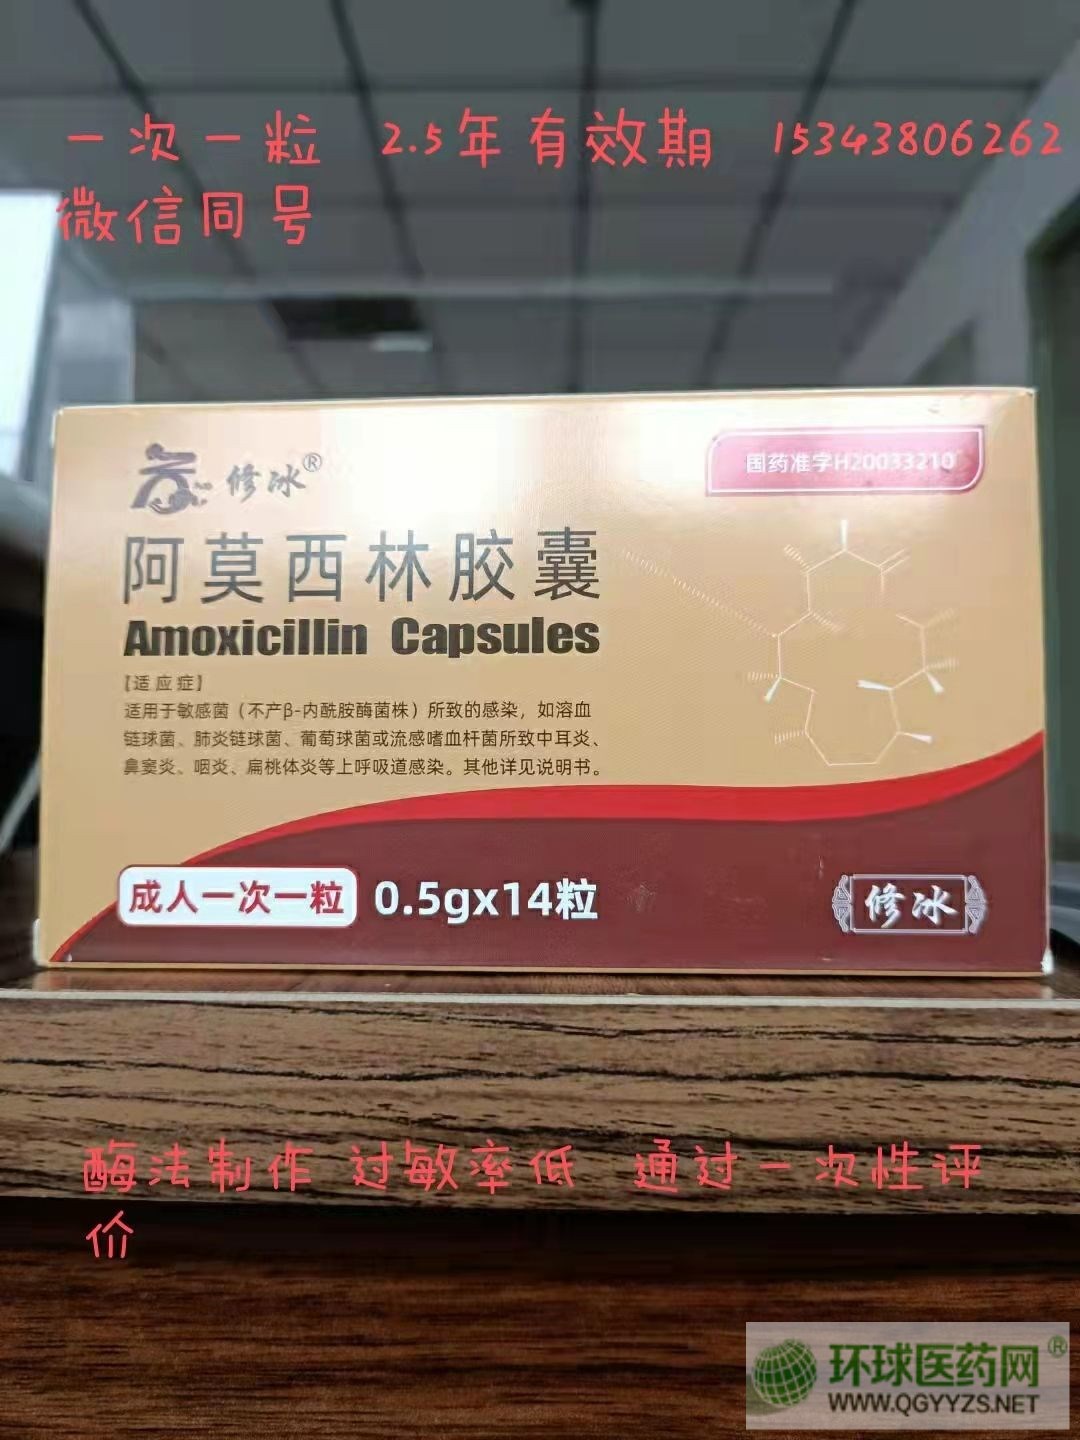 一次一粒 2.5年有效期 15343806262
微信同号
修冰®
国药准字H20033210
阿莫西林胶囊
Amoxicillin Capsules
【适应症】
适用于敏感菌（不产β-内酰胺酶菌株）所致的感染，如溶血
链球菌、肺炎链球菌、葡萄球菌或流感嗜血杆菌所致中耳炎、
鼻窦炎、咽炎、扁桃体炎等上呼吸道感染。其他详见说明书。
成人一次一粒 0.5gx14粒
修冰
酶法制作 过敏率低 通过一次性评
价
环球医药网®
WWW.QGYYZS.NET